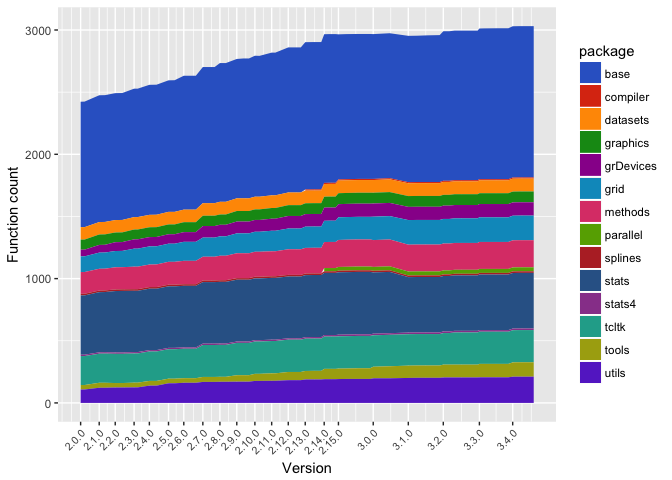 3000
2000
1000
0
Function count
2.0.0
2.1.0
2.2.0
2.3.0
2.4.0
2.5.0
2.6.0
2.7.0
2.8.0
2.9.0
2.10.0
2.11.0
2.12.0
2.13.0
2.14.0
2.15.0
3.0.0
3.1.0
3.2.0
3.3.0
3.4.0
Version
package
base
compiler
datasets
graphics
grDevices
grid
methods
parallel
splines
stats
stats4
tcltk
tools
utils